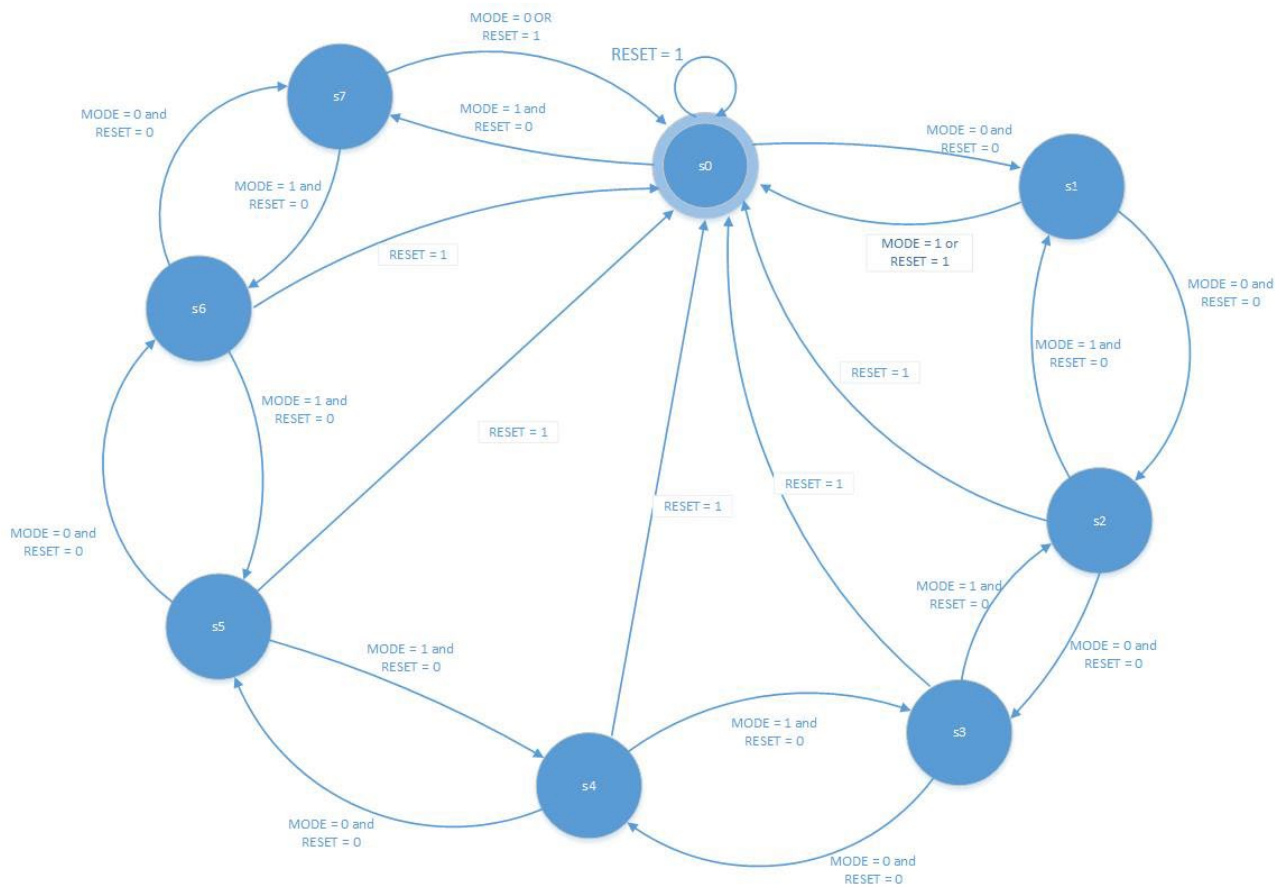 MODE = 0 OR
RESET = 1
RESET = 1
s7
MODE = 0 and
RESET = 0
MODE = 1 and
RESET = 0
MODE = 0 and
RESET = 0
s0
s1
MODE = 1 and
RESET = 0
MODE = 1 or
RESET = 1
RESET = 1
MODE = 0 and
RESET = 0
s6
MODE = 1 and
RESET = 0
RESET = 1
MODE = 1 and
RESET = 0
RESET = 1
RESET = 1
RESET = 1
s2
MODE = 0 and
RESET = 0
MODE = 1 and
RESET = 0
s5
MODE = 1 and
RESET = 0
MODE = 0 and
RESET = 0
MODE = 1 and
RESET = 0
s3
s4
MODE = 0 and
RESET = 0
MODE = 0 and
RESET = 0